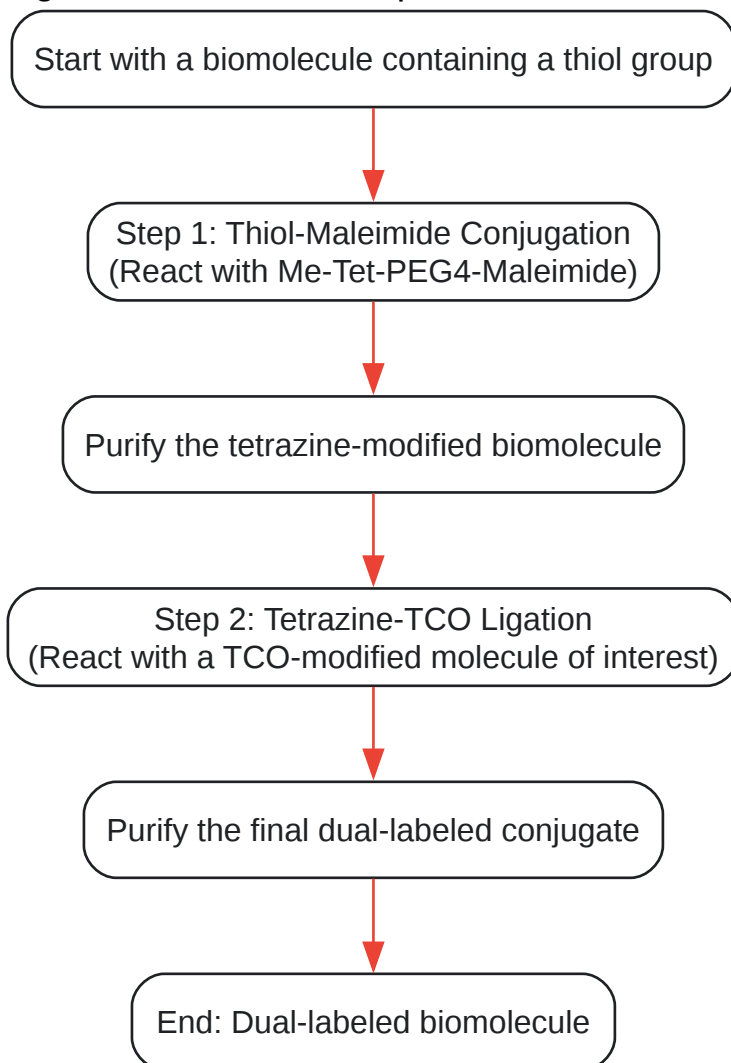 Start with a biomolecule containing a thiol group
Step 1: Thiol-Maleimide Conjugation
(React with Me-Tet-PEG4-Maleimide)
Purify the tetrazine-modified biomolecule
Step 2: Tetrazine-TCO Ligation
(React with a TCO-modified molecule of interest)
Purify the final dual-labeled conjugate
End: Dual-labeled biomolecule